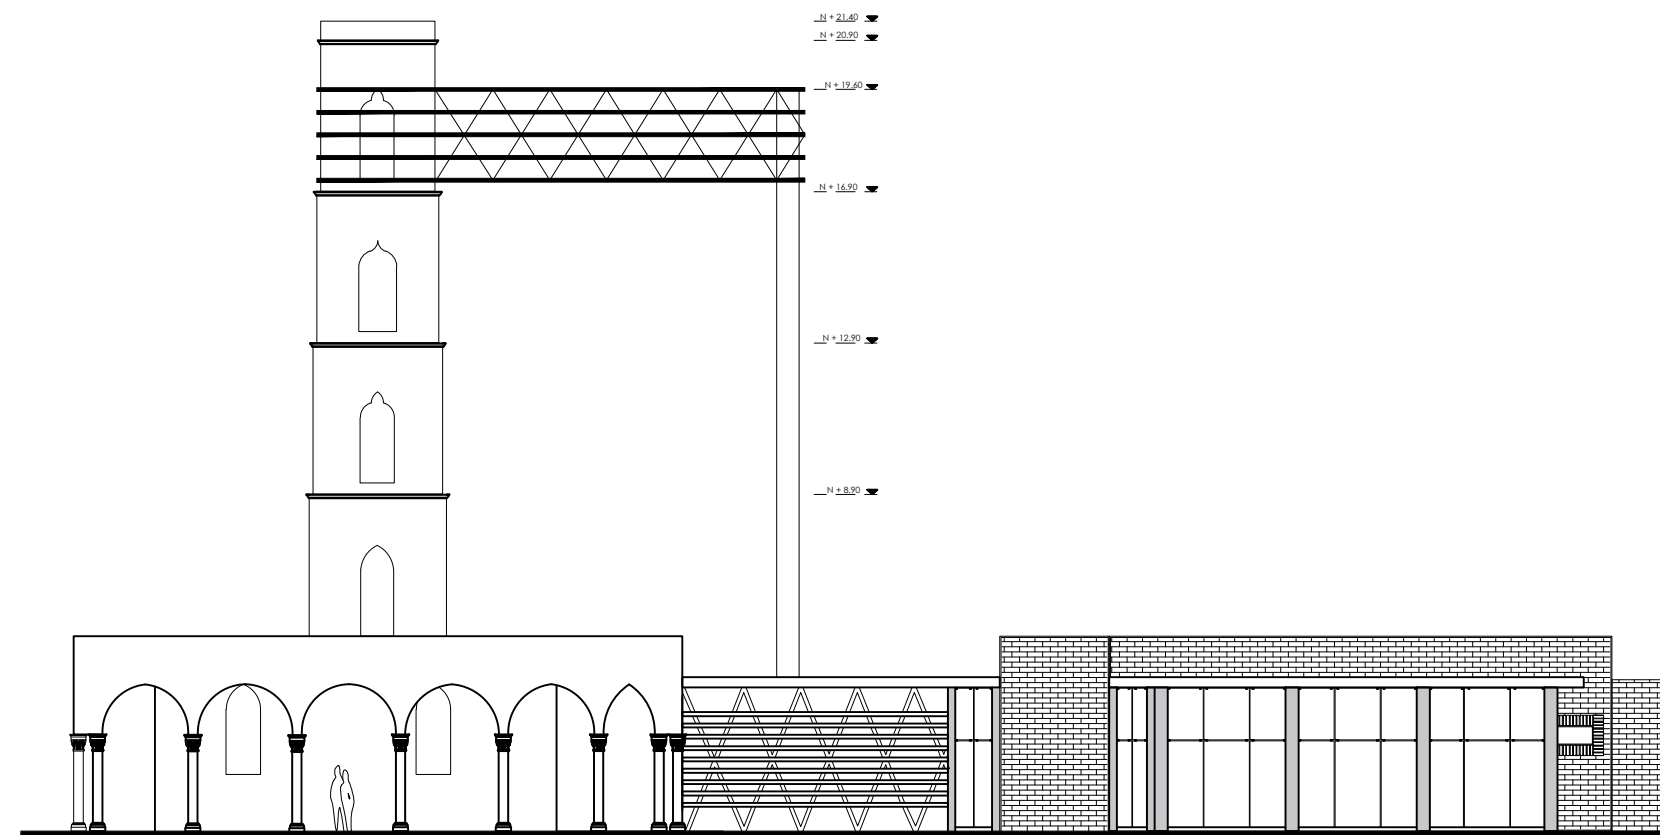 N + 21.40
N + 20.90
N + 19.60
N + 16.90
N + 12.90
N + 8.90